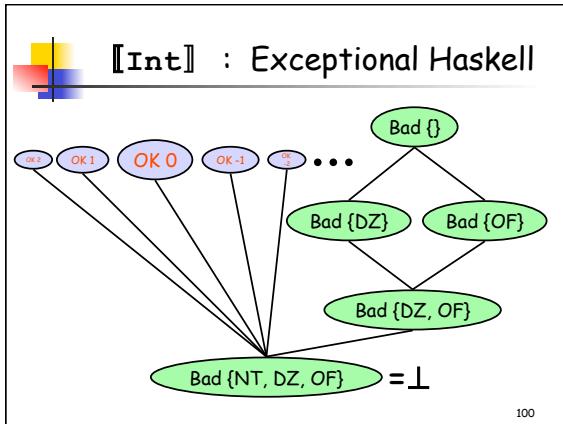 ⟦Int⟧ : Exceptional Haskell
Bad {}
OK 2 OK 1 OK 0 OK -1 OK -2 •••
Bad {DZ} Bad {OF}
Bad {DZ, OF}
Bad {NT, DZ, OF} =⊥
100